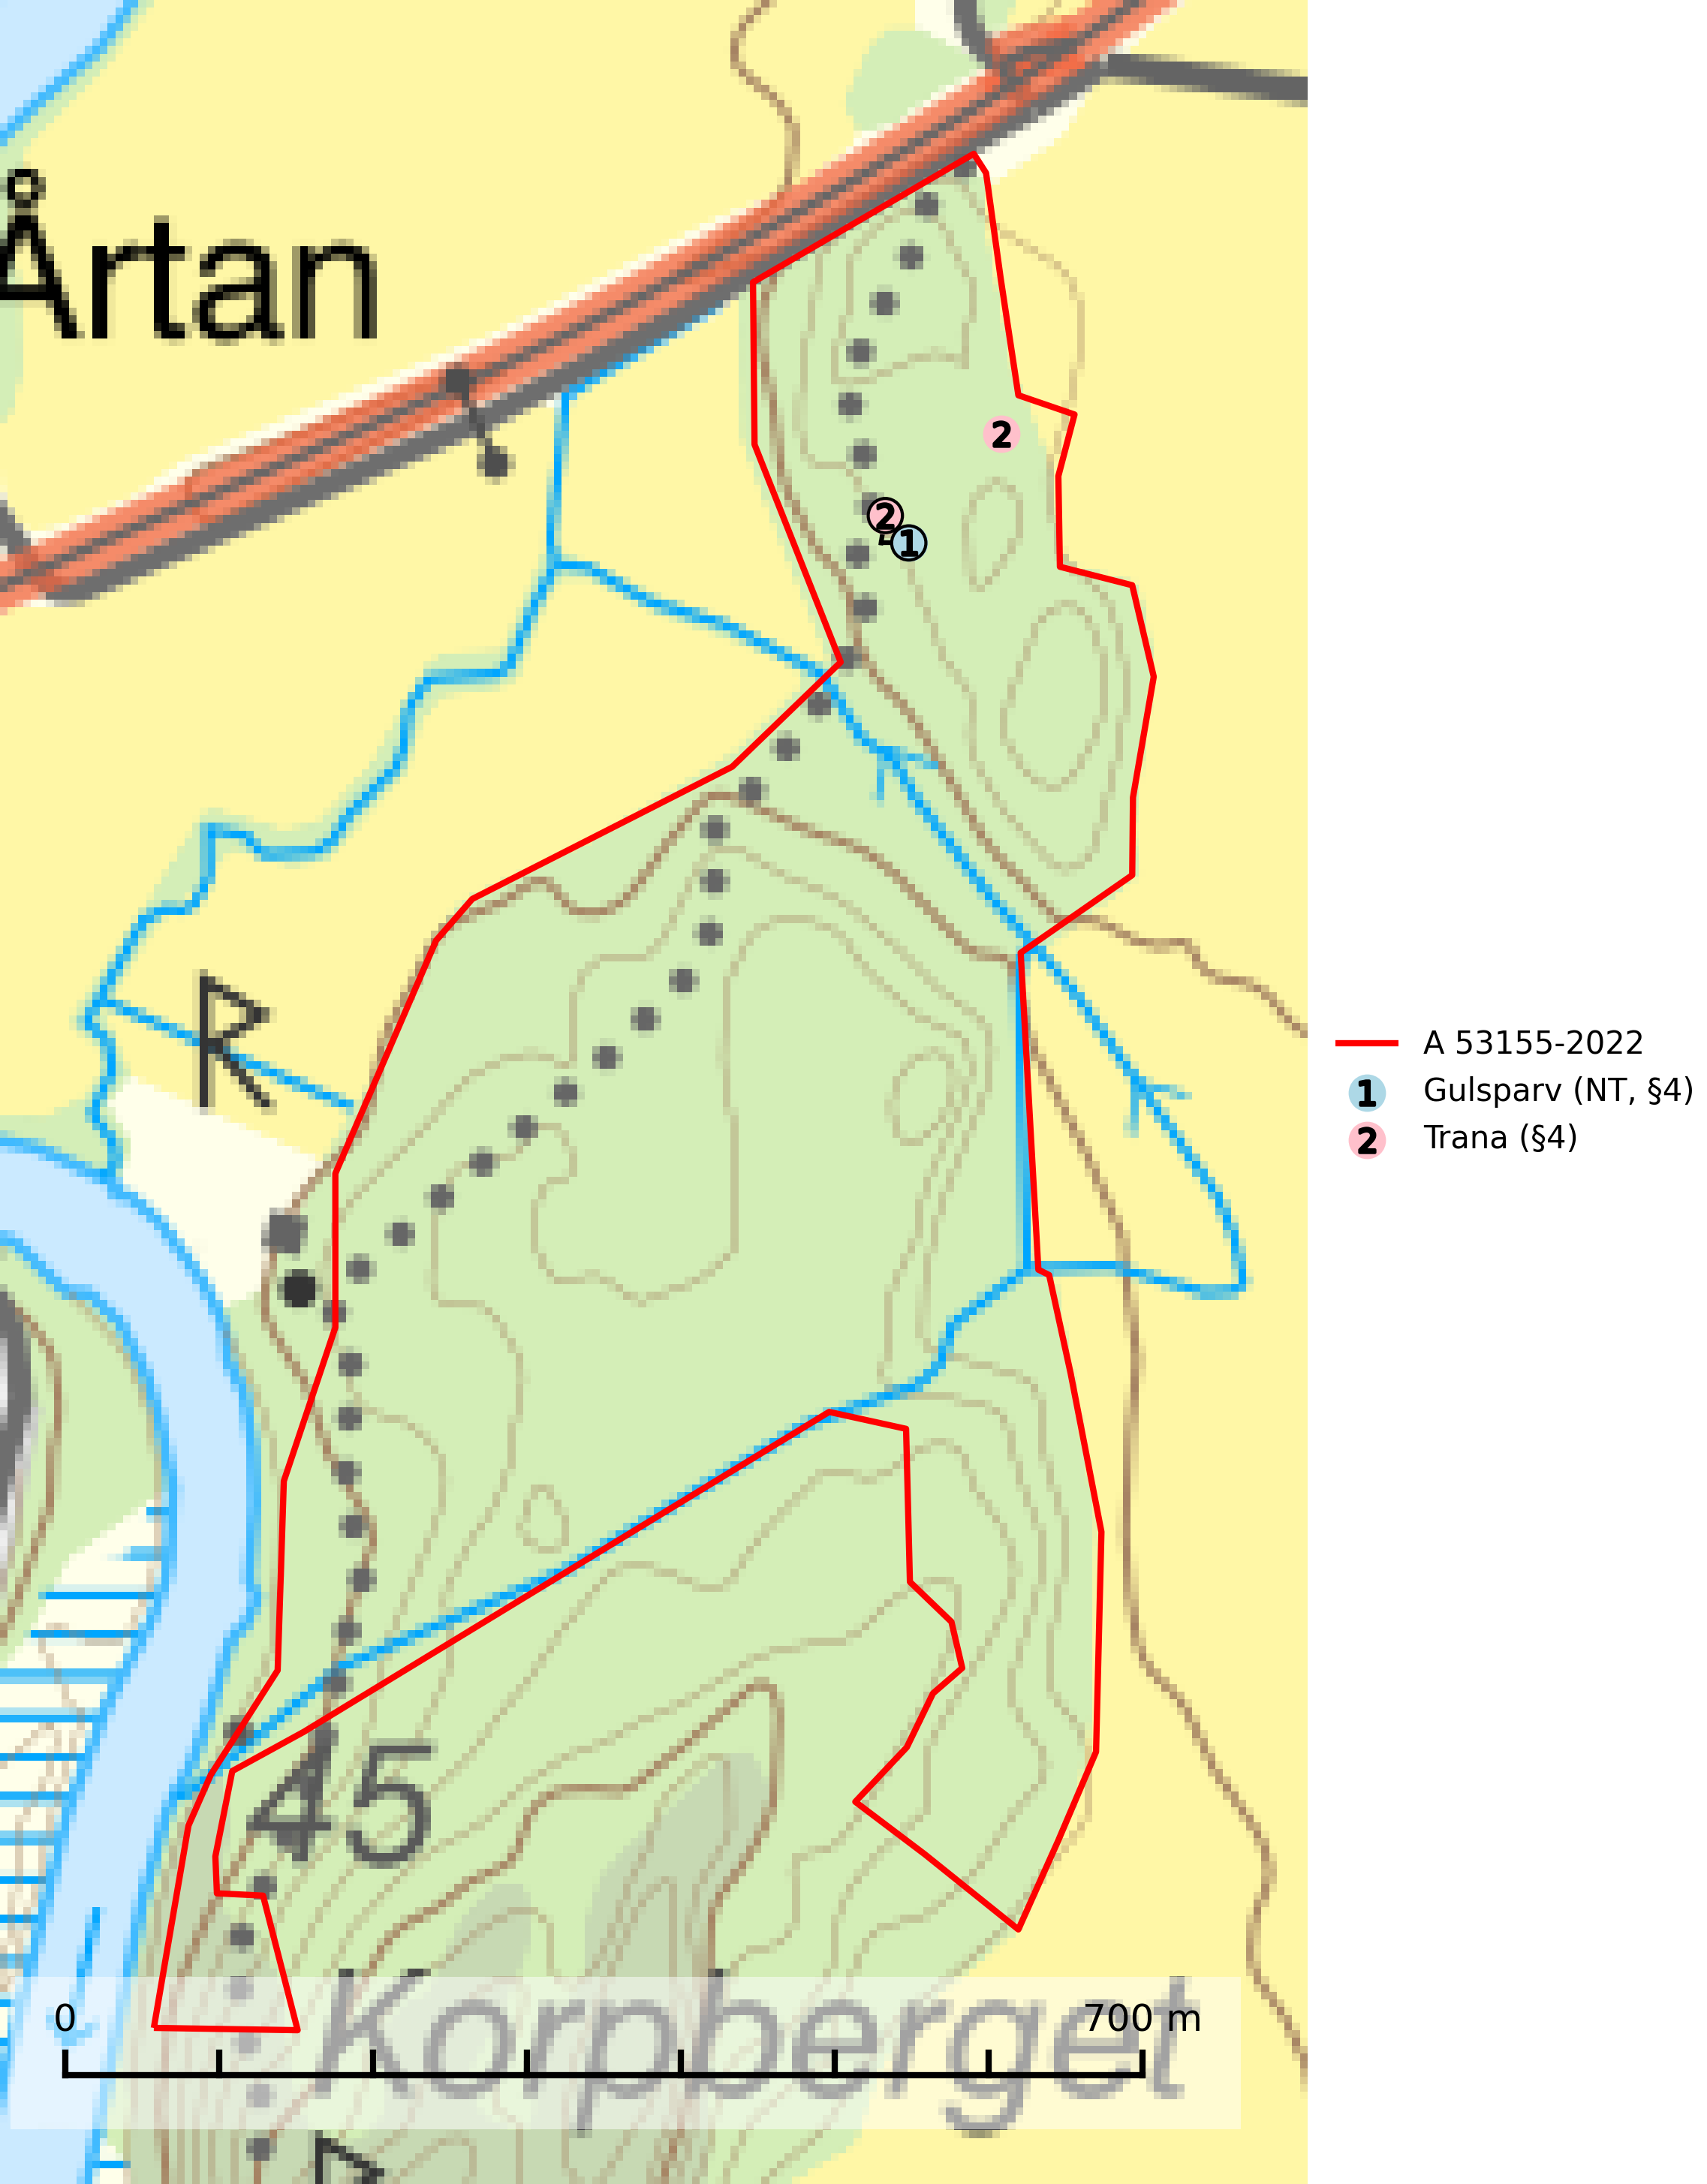 Årtan
2
2
1
R
A 53155-2022
1 Gulsparv (NT, §4)
2 Trana (§4)
45
Korpberget
0 700 m